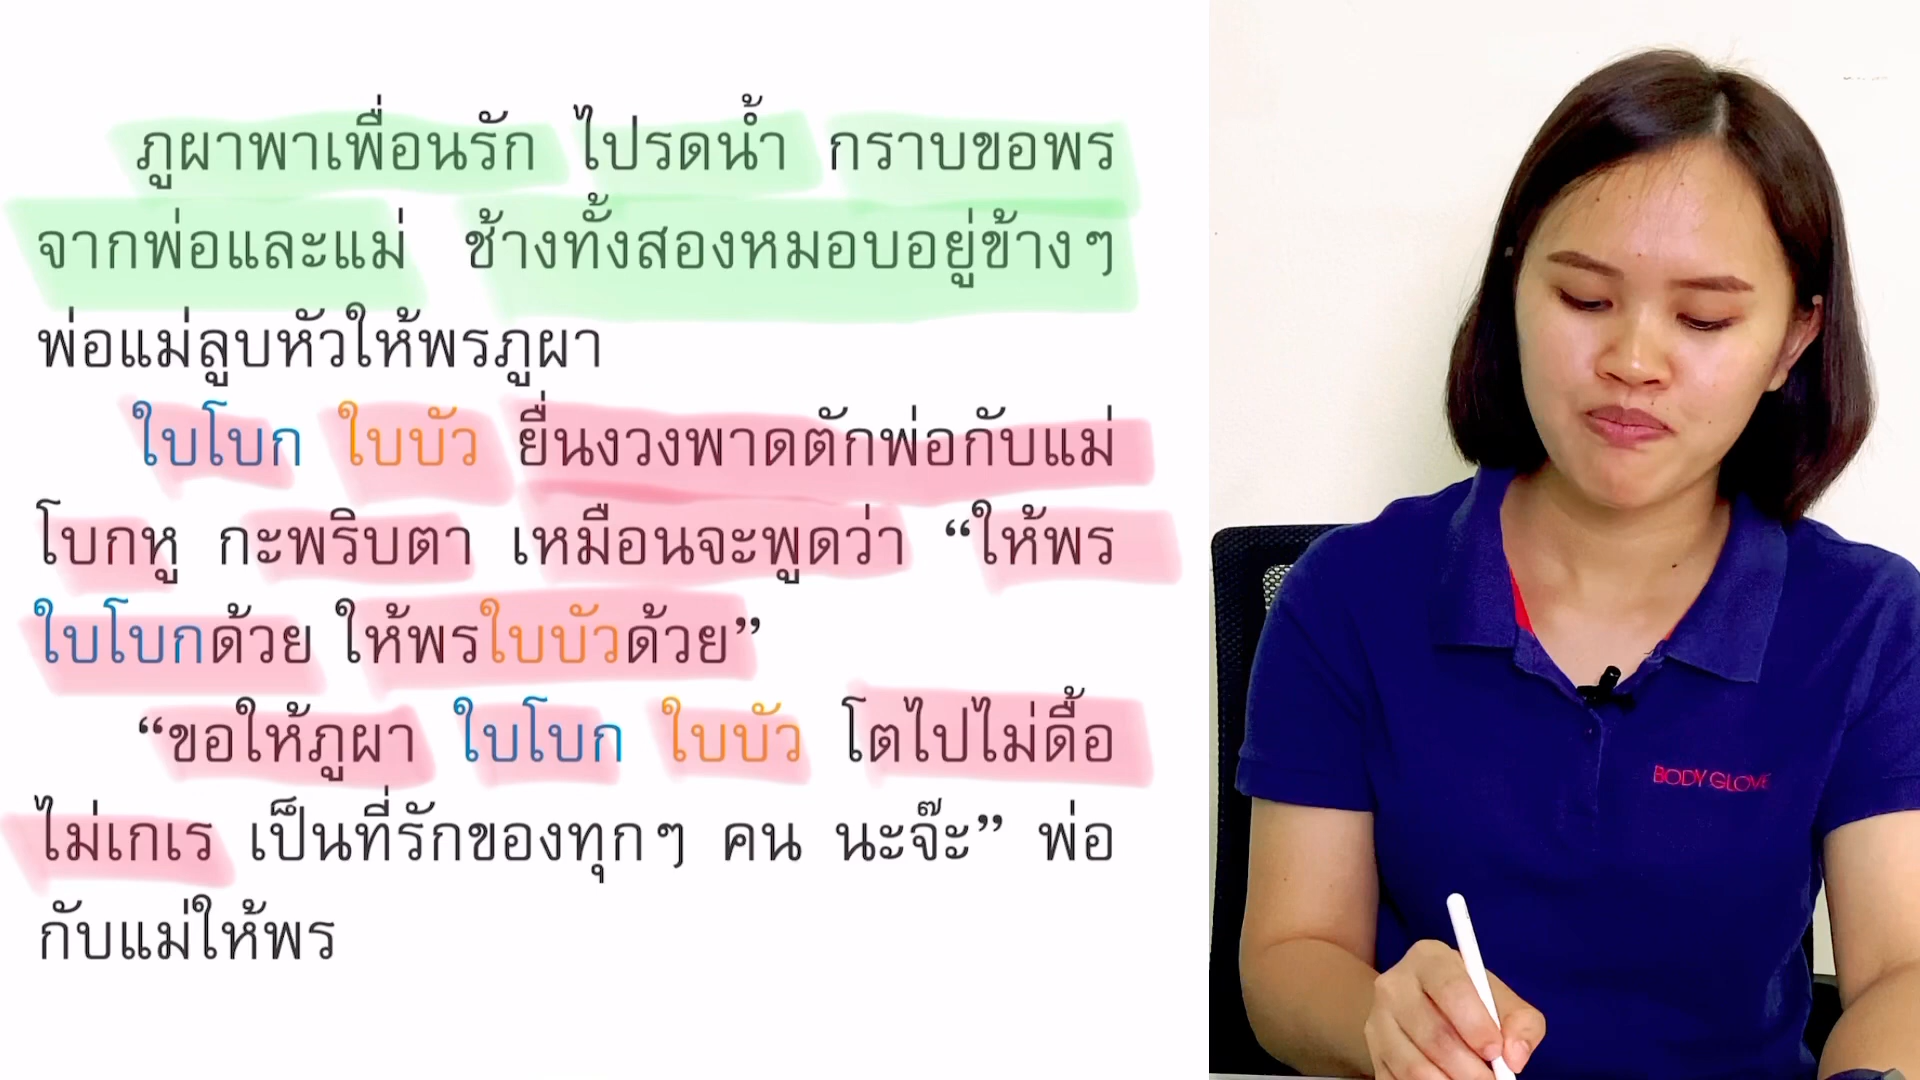 ภูผาพาเพื่อนรัก ไปรดน้ำ กราบขอพร
จากพ่อและแม่ ช้างทั้งสองหมอบอยู่ข้างๆ
พ่อแม่ลูบหัวให้พรภูผา
ใบโบก ใบบัว ยื่นงวงพาดตักพ่อกับแม่
โบกหู กะพริบตา เหมือนจะพูดว่า “ให้พร
ใบโบกด้วย ให้พรใบบัวด้วย”
“ขอให้ภูผา ใบโบก ใบบัว โตไปไม่ดื้อ
ไม่เกเร เป็นที่รักของทุกๆ คน นะจ๊ะ” พ่อ
กับแม่ให้พร
BODY GLOVE